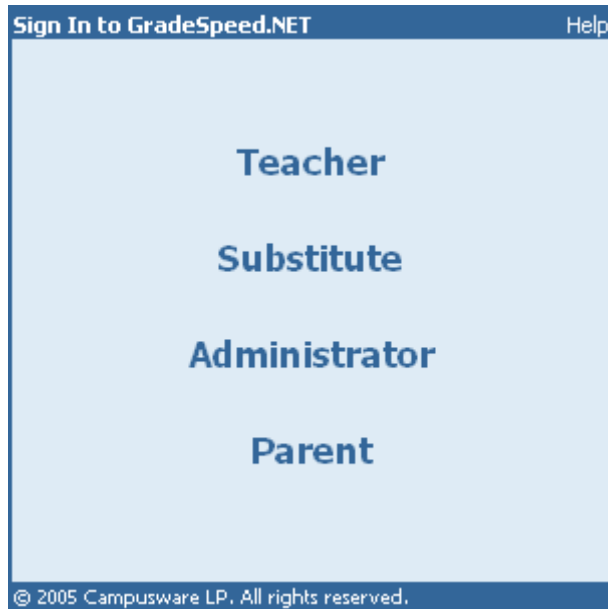 Sign In to GradeSpeed.NET Help
Teacher
Substitute
Administrator
Parent
© 2005 Campusware LP. All rights reserved.